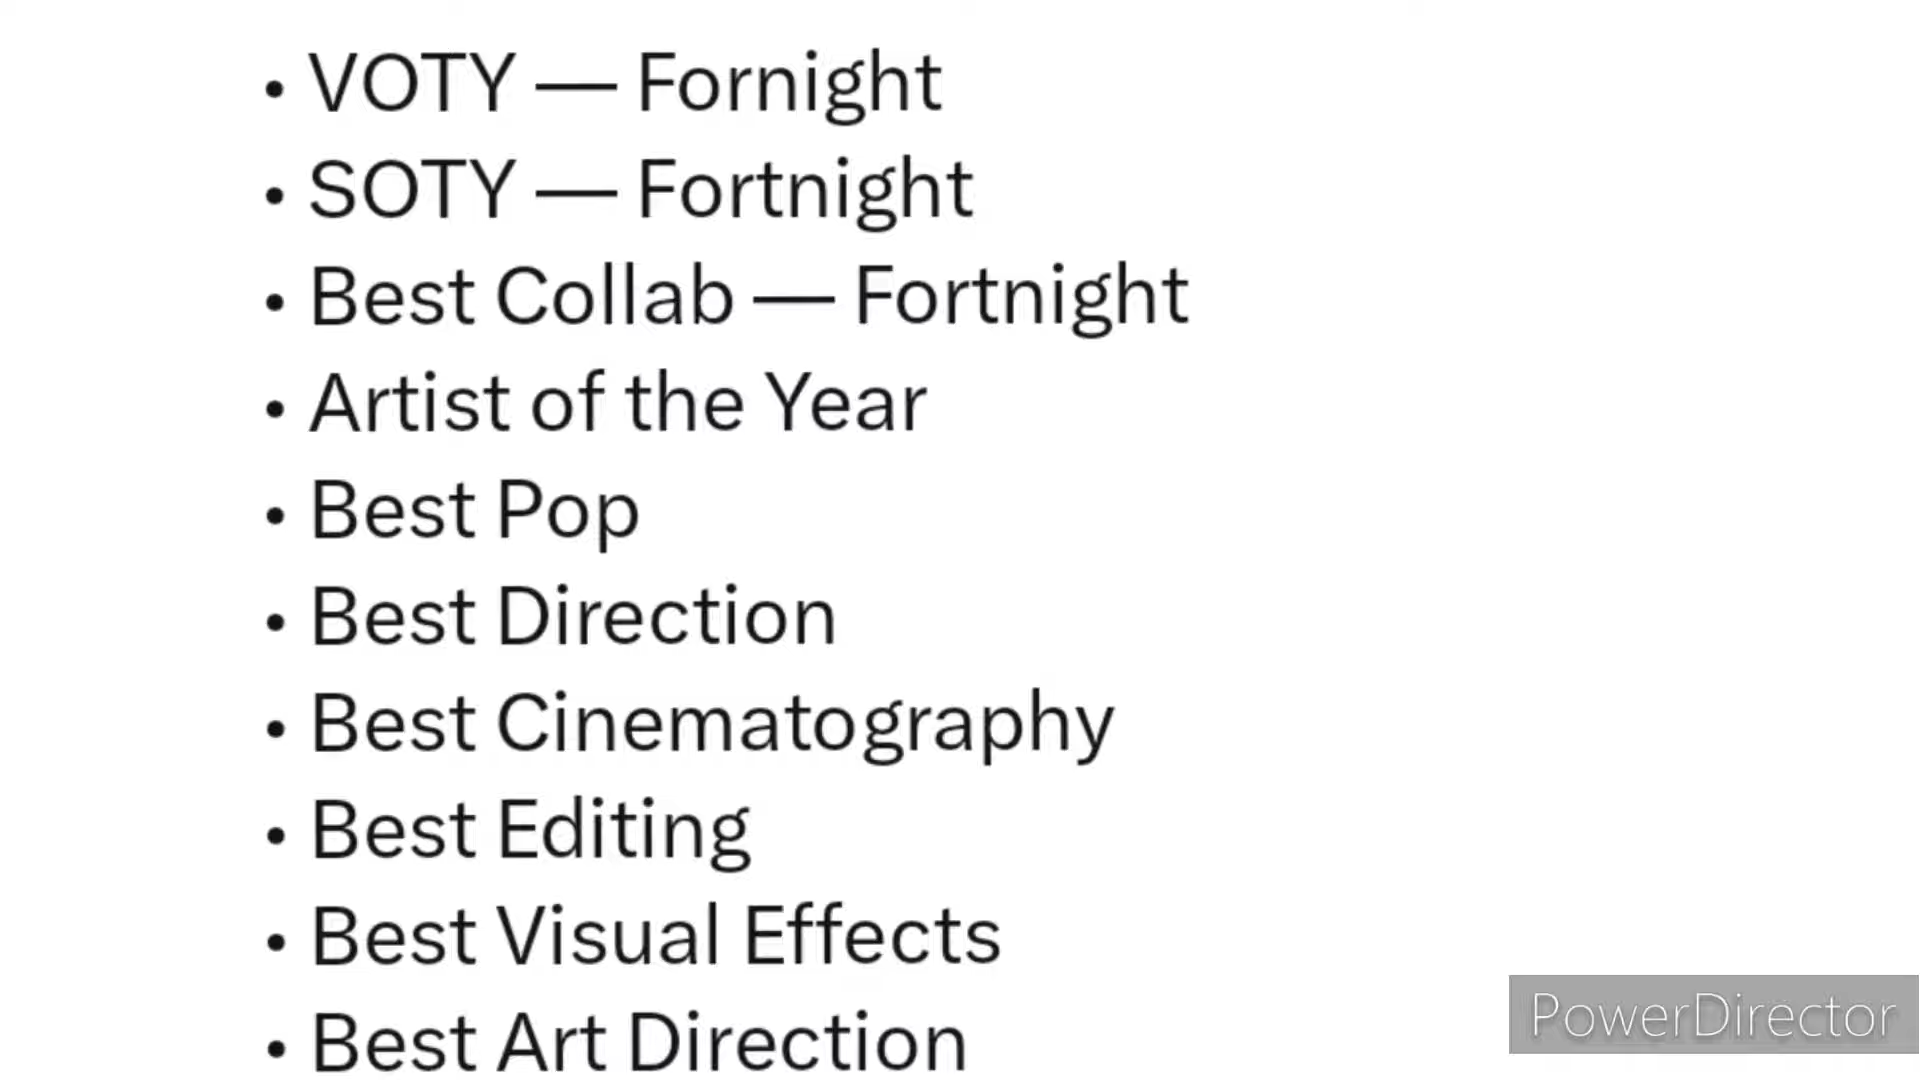 • VOTY — Fornight
• SOTY — Fortnight
• Best Collab — Fortnight
• Artist of the Year
• Best Pop
• Best Direction
• Best Cinematography
• Best Editing
• Best Visual Effects
• Best Art Direction
PowerDirector